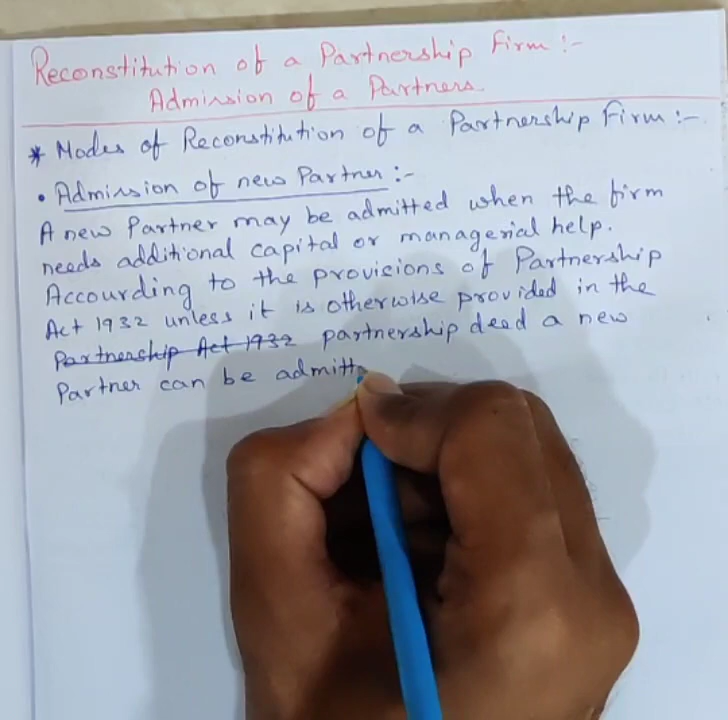 Reconstitution of a Partnership Firm:-
Admission of a Partners.
* Modes of Reconstitution of a Partnership Firm:-
• Admission of new Partner:-
A new Partner may be admitted when the firm
needs additional capital or managerial help.
Accourding to the provisions of Partnership
Act 1932 unless it is otherwise provided in the
Partnership Act 1932 partnership deed a new
Partner can be admitt